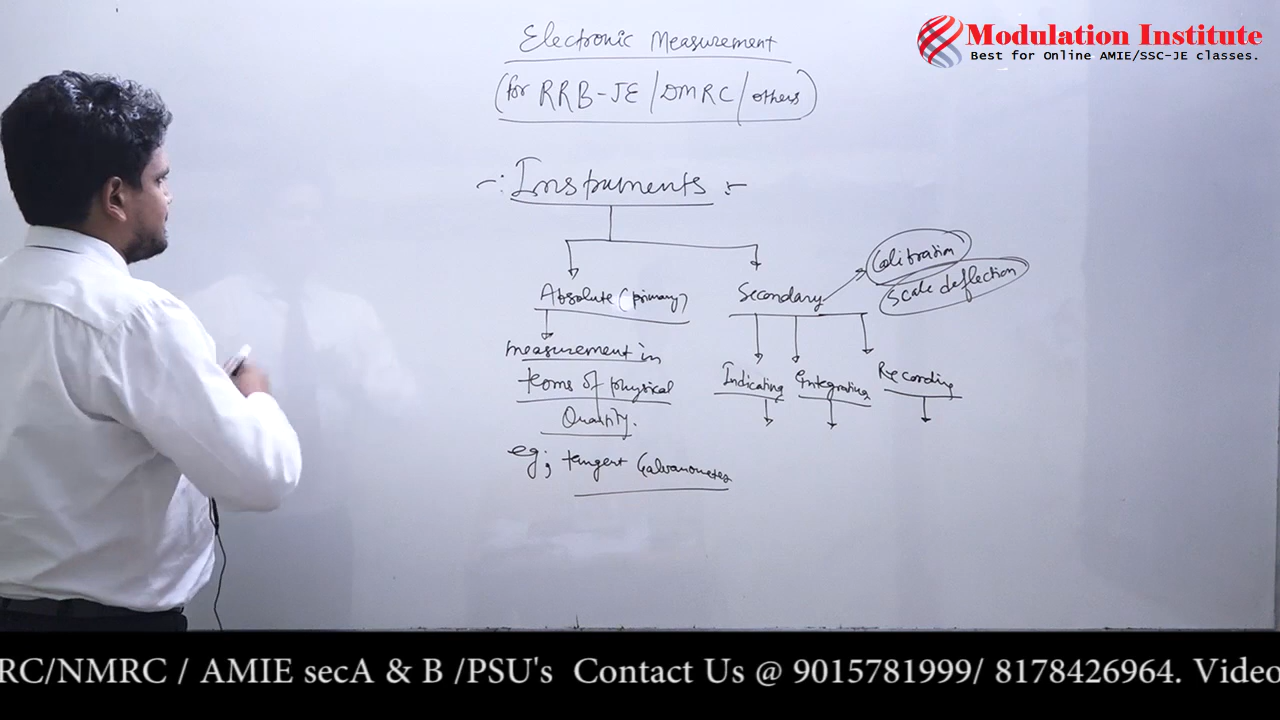 Modulation Institute
Best for Online AMIE/SSC-JE classes.
Electronic Measurement
(for RRB-JE/DMRC/others)
-: Instruments :-
Absolute (primary)
Secondary
Calibration
Scale deflection
measurement in
terms of physical
Quantity.
eg; tangent Galvanometer
Indicating
Integrating
Recording
RC/NMRC / AMIE secA & B /PSU's Contact Us @ 9015781999/ 8178426964. Video